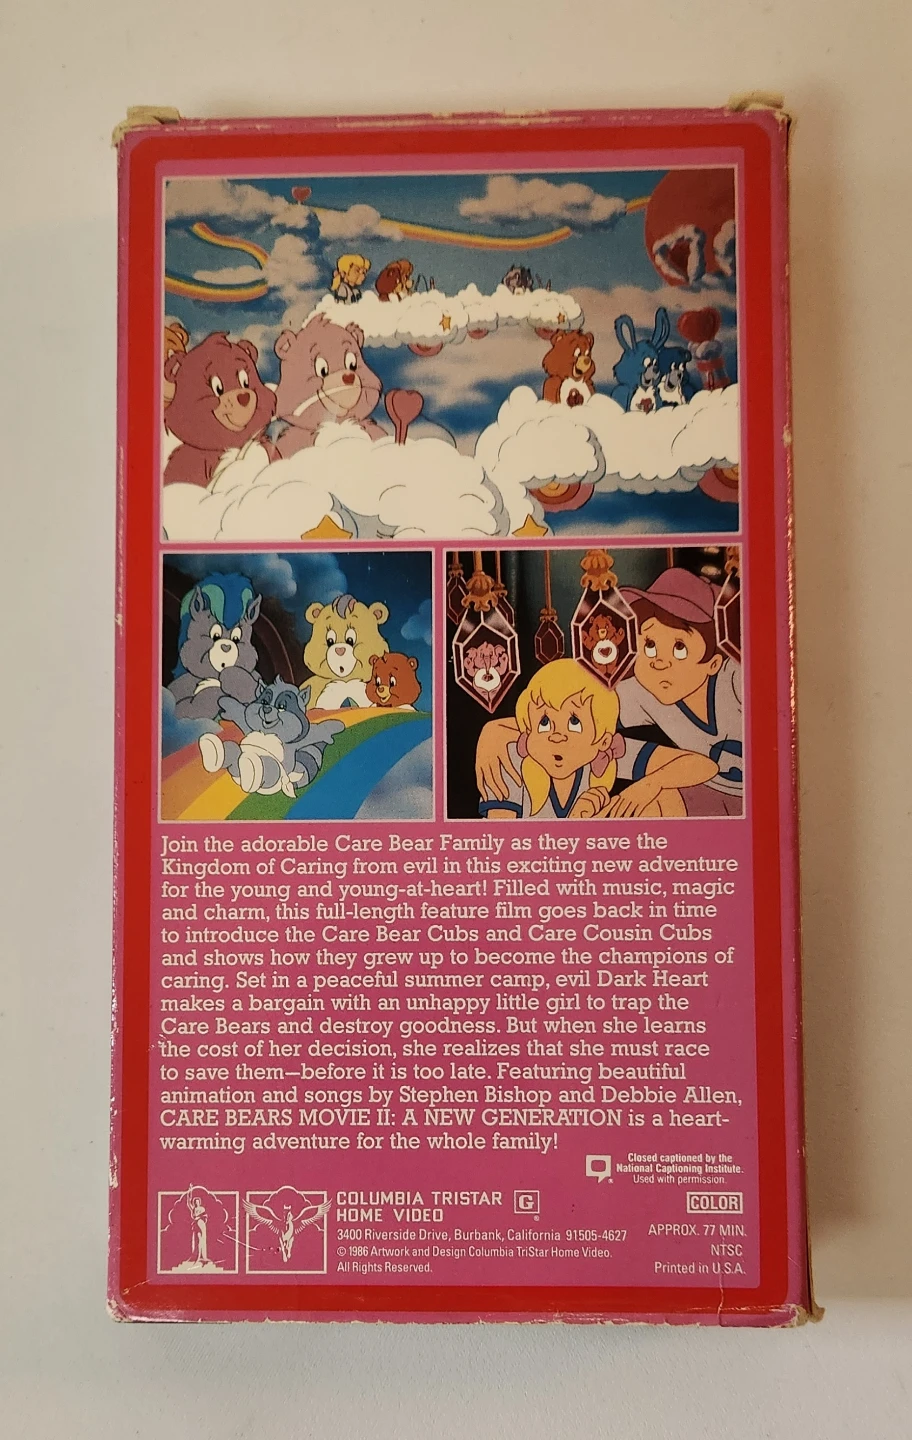 Join the adorable Care Bear Family as they save the
Kingdom of Caring from evil in this exciting new adventure
for the young and young-at-heart! Filled with music, magic
and charm, this full-length feature film goes back in time
to introduce the Care Bear Cubs and Care Cousin Cubs
and shows how they grew up to become the champions of
caring. Set in a peaceful summer camp, evil Dark Heart
makes a bargain with an unhappy little girl to trap the
Care Bears and destroy goodness. But when she learns
the cost of her decision, she realizes that she must race
to save them—before it is too late. Featuring beautiful
animation and songs by Stephen Bishop and Debbie Allen,
CARE BEARS MOVIE II: A NEW GENERATION is a heart-
warming adventure for the whole family!
Closed captioned by the
National Captioning Institute.
Used with permission.
COLUMBIA TRISTAR
HOME VIDEO
G
®
3400 Riverside Drive, Burbank, California 91505-4627
© 1986 Artwork and Design Columbia TriStar Home Video.
All Rights Reserved.
COLOR
APPROX. 77 MIN.
NTSC
Printed in U.S.A.